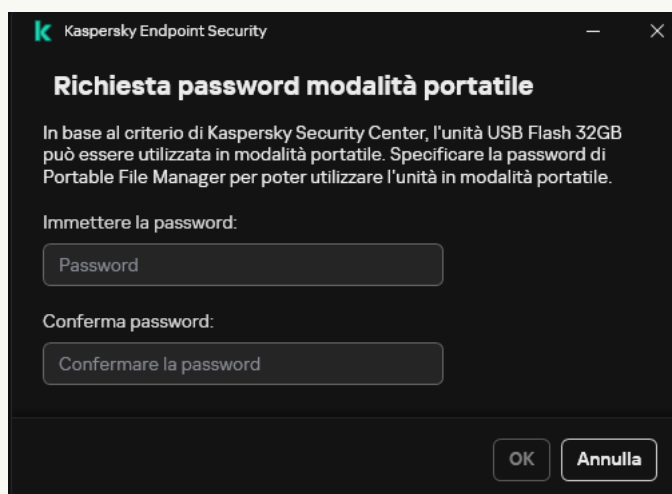 Kaspersky Endpoint Security
Richiesta password modalità portatile
In base al criterio di Kaspersky Security Center, l'unità USB Flash 32GB
può essere utilizzata in modalità portatile. Specificare la password di
Portable File Manager per poter utilizzare l'unità in modalità portatile.
Immettere la password:
Password
Conferma password:
Confermare la password
OK
Annulla